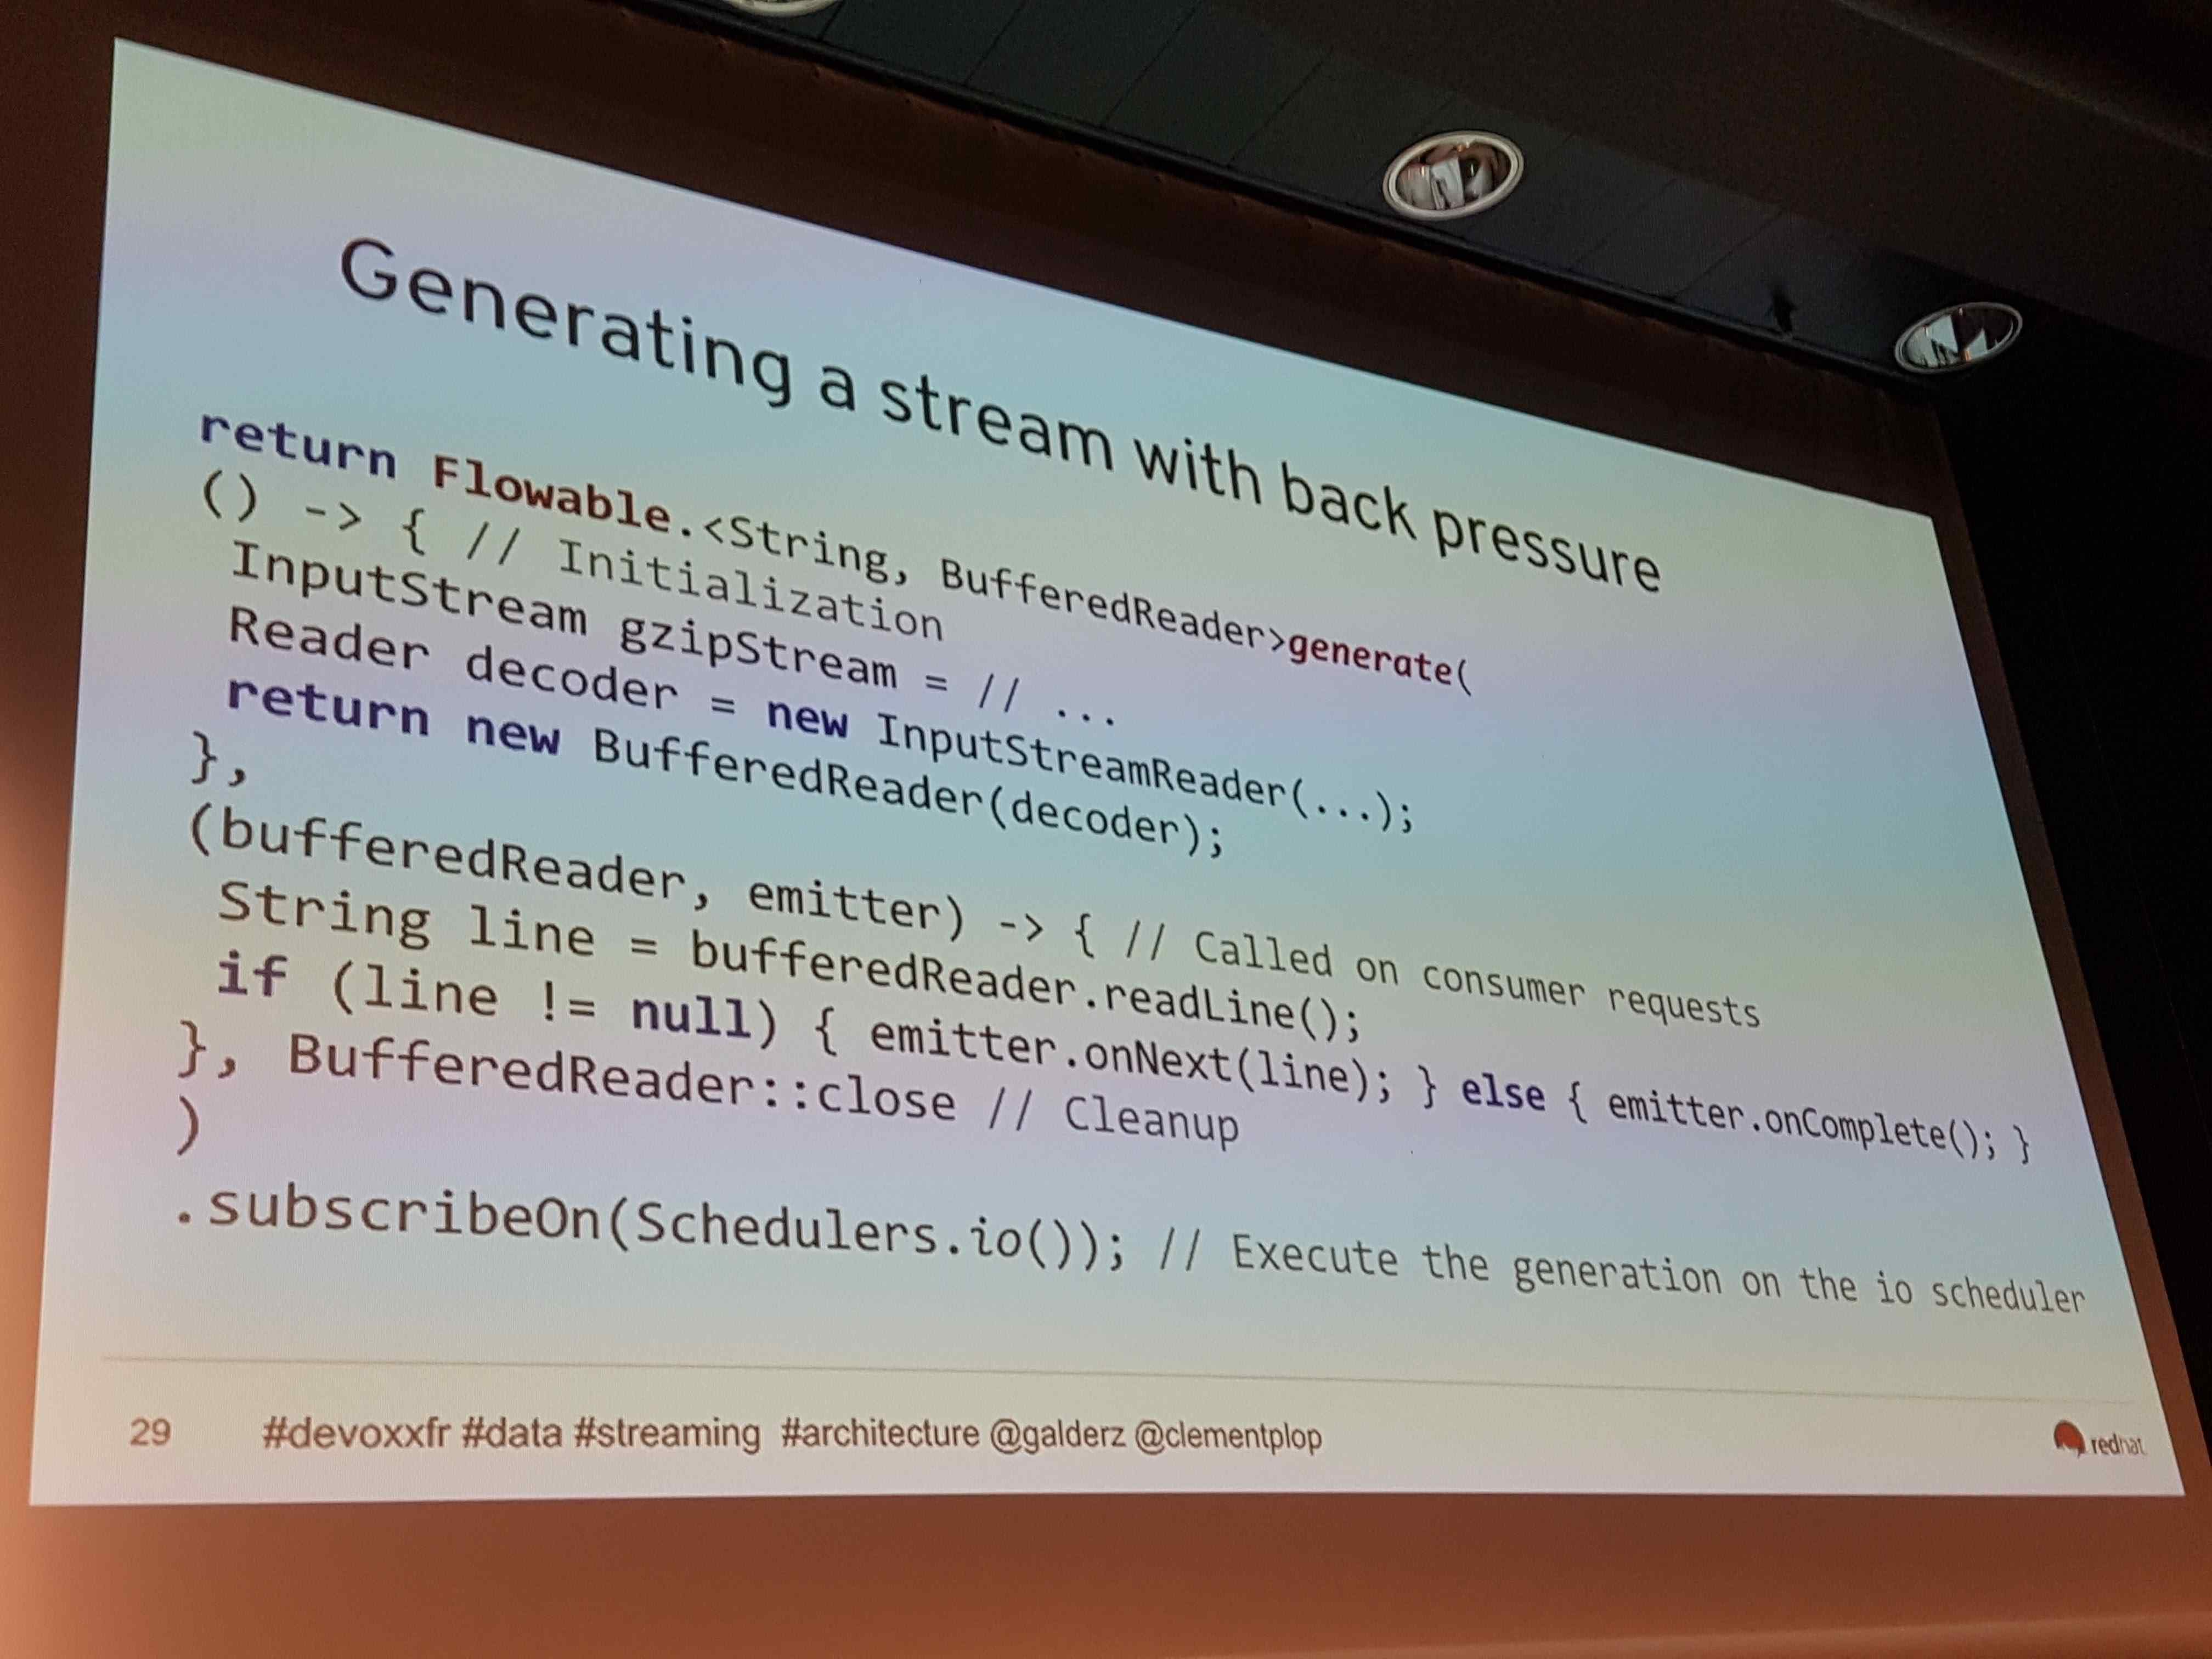 Generating a stream with back pressure
return Flowable.<String, BufferedReader>generate(
() -> { // Initialization
InputStream gzipStream = // ...
Reader decoder = new InputStreamReader(...);
return new BufferedReader(decoder);
},
(bufferedReader, emitter) -> { // Called on consumer requests
String line = bufferedReader.readLine();
if (line != null) { emitter.onNext(line); } else { emitter.onComplete(); }
}, BufferedReader::close // Cleanup
)
.subscribeOn(Schedulers.io()); // Execute the generation on the io scheduler
29 #devoxxfr #data #streaming #architecture @galderz @clementplop
redhat